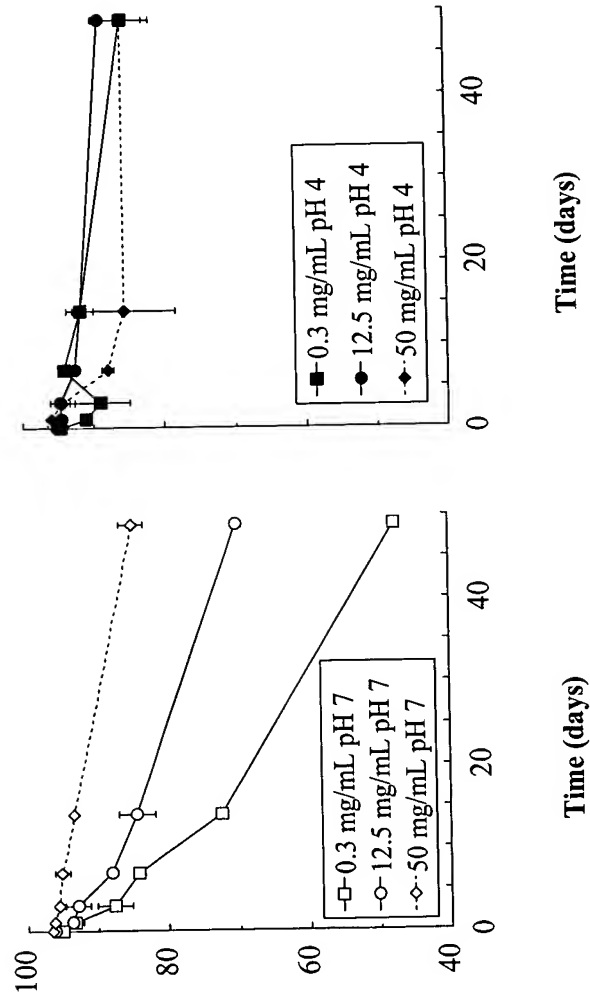 100
80
60
40
0
20
40
Time (days)
0.3 mg/mL pH 7
12.5 mg/mL pH 7
50 mg/mL pH 7
0
20
40
Time (days)
0.3 mg/mL pH 4
12.5 mg/mL pH 4
50 mg/mL pH 4